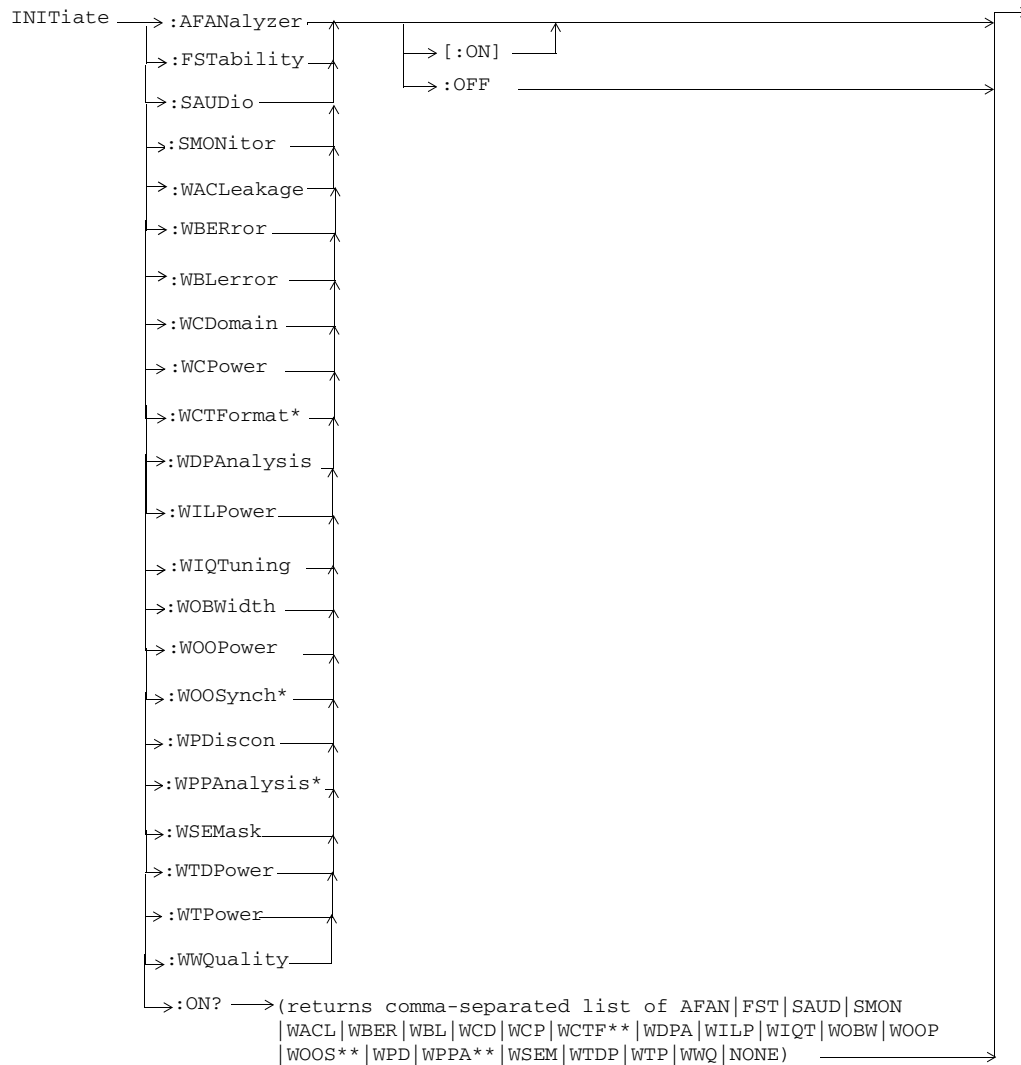 INITiate :AFANalyzer
[:ON]
:FSTability
:OFF
:SAUDio
:SMONitor
:WACLeakage
:WBERror
:WBLerror
:WCDomain
:WCPower
:WCTFormat*
:WDPAnalysis
:WILPower
:WIQTuning
:WOBWidth
:WOOPower
:WOOSynch*
:WPDiscon
:WPPAnalysis*
:WSEMask
:WTDPower
:WTPower
:WWQuality
:ON? (returns comma-separated list of AFAN|FST|SAUD|SMON
|WACL|WBER|WBL|WCD|WCP|WCTF**|WDPA|WILP|WIQT|WOBW|WOOP
|WOOS**|WPD|WPPA**|WSEM|WTDP|WTP|WWQ|NONE)